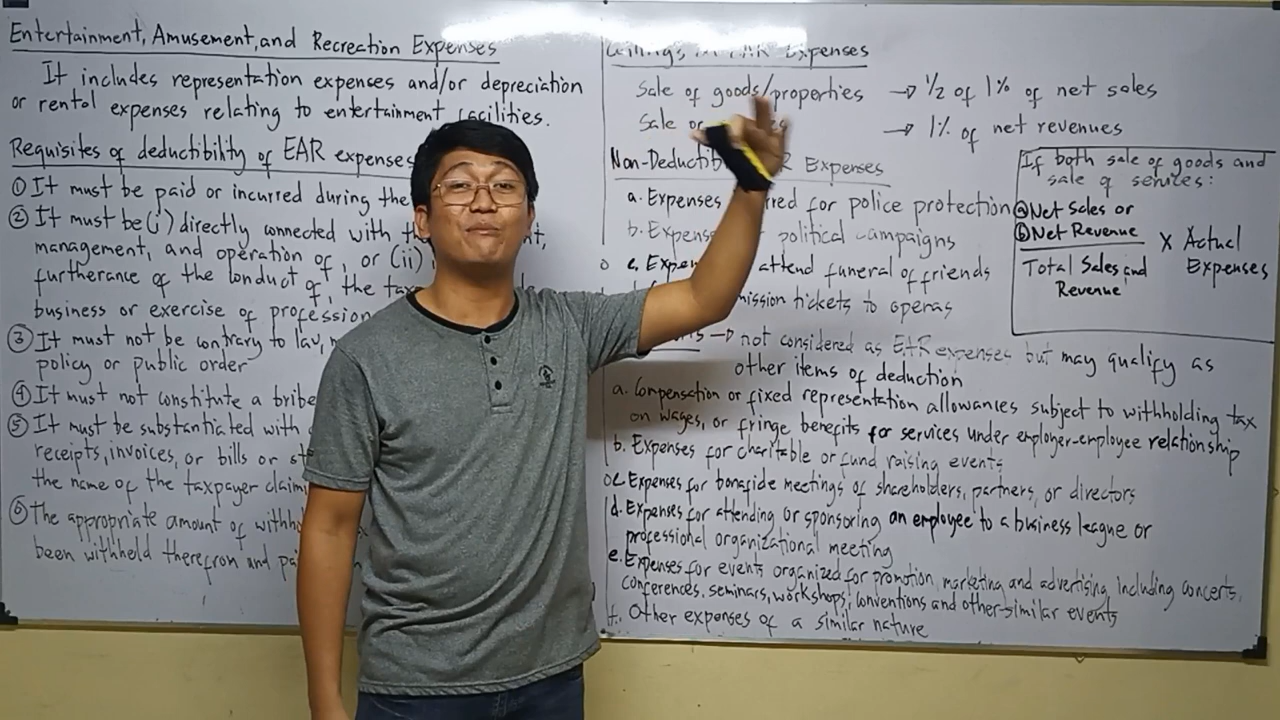 Entertainment, Amusement, and Recreation Expenses
It includes representation expenses and/or depreciation
or rental expenses relating to entertainment facilities.
Requisites of deductibility of EAR expenses
① It must be paid or incurred during the
② It must be (i) directly connected with
management, and operation of, or (ii)
furtherance of the conduct of, the
business or exercise of profession
③ It must not be contrary to law,
policy or public order
④ It must not constitute a bribe
⑤ It must be substantiated with
receipts, invoices, or bills or
the name of the taxpayer
⑥ The appropriate amount of
been withheld therefrom and
Expenses
Sale of goods/properties → 1/2 of 1% of net sales
Sale → 1% of net revenues
Expenses
a. Expenses for police protection
b. political campaigns
c. attend funeral of friends
tickets to operas
→ not considered as EAR expenses but may qualify as
other items of deduction
a. Compensation or fixed representation allowances subject to withholding tax
on wages, or fringe benefits for services under employer-employee relationship
b. Expenses for charitable or fund raising events
c. Expenses for bonafide meetings of shareholders, partners, or directors
d. Expenses for attending or sponsoring an employee to a business league or
professional organizational meeting
e. Expenses for events organized for promotion, marketing and advertising, including concerts,
conferences, seminars, workshops, conventions and other similar events
f. Other expenses of a similar nature
If both sale of goods and
sale of services:
ⓐ Net Sales or
ⓑ Net Revenue
Total Sales and
Revenue
X Actual
Expenses